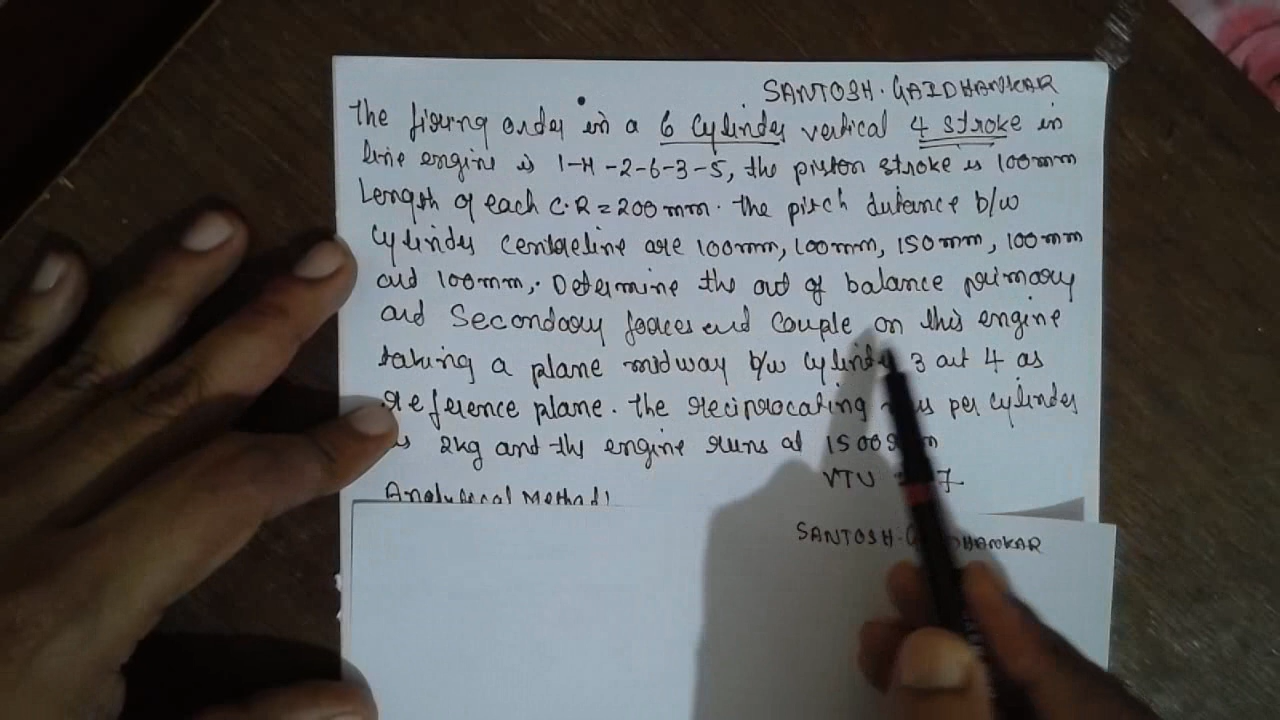 SANTOSH. GAIDHANKAR
The firing order in a 6 cylinder vertical 4 stroke in
line engine is 1-4-2-6-3-5, the piston stroke is 100mm
Length of each C.R = 200mm. the pitch distance b/w
Cylinder centreline are 100mm, 100mm, 150mm, 100mm
and 100mm,. Determine the out of balance primary
and Secondary forces and Couple on this engine
taking a plane midway b/w Cylinder 3 and 4 as
reference plane. The reciprocating per cylinder
2kg and the engine runs at 1500
VTU
Analytical Method:
SANTOSH. GAIDHANKAR